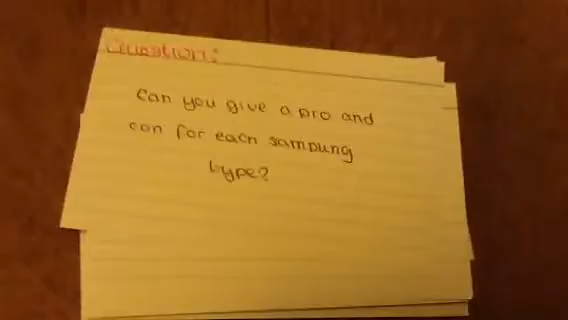 Question:
Can you give a pro and
con for each sampling
type?